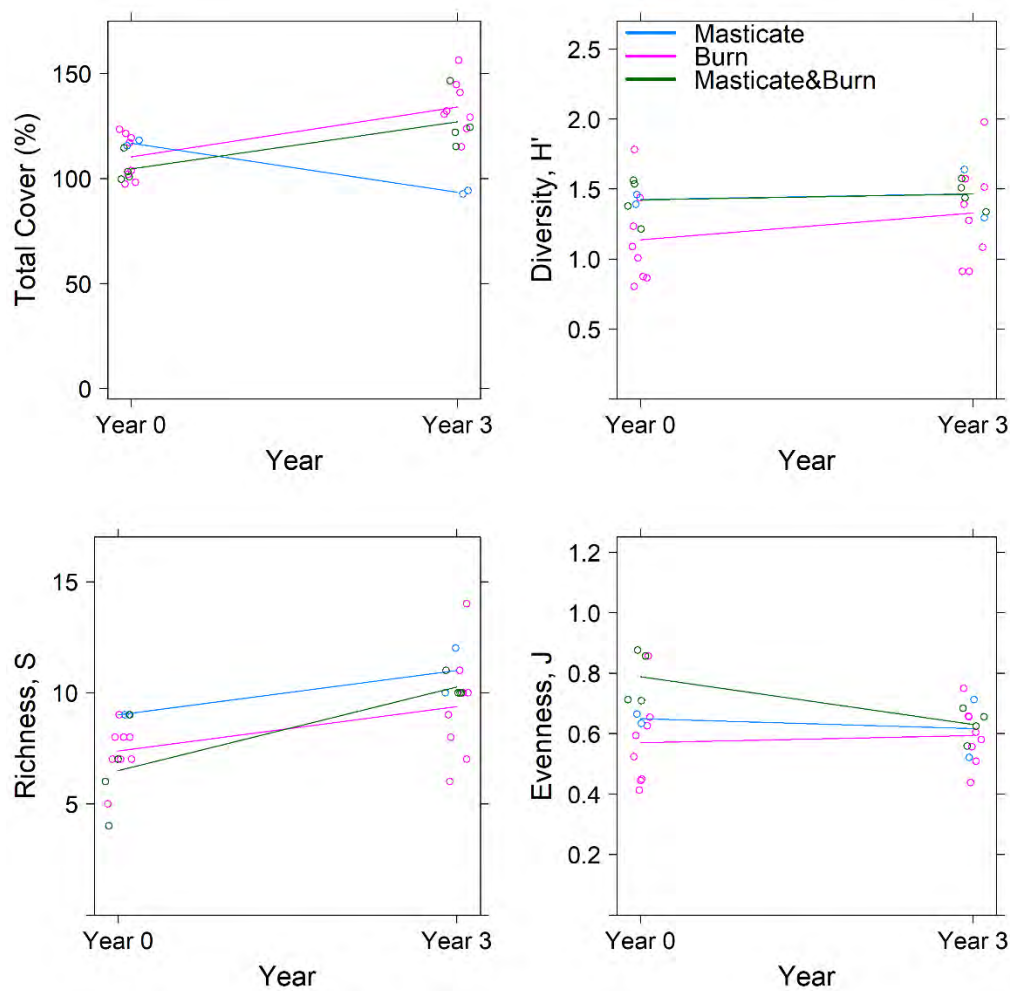 Total Cover (%)
150
100
50
0
Year 0 Year 3
Year
Diversity, H'
2.5
2.0
1.5
1.0
0.5
Masticate
Burn
Masticate&Burn
Year 0 Year 3
Year
Richness, S
15
10
5
Year 0 Year 3
Year
Evenness, J
1.2
1.0
0.8
0.6
0.4
0.2
Year 0 Year 3
Year